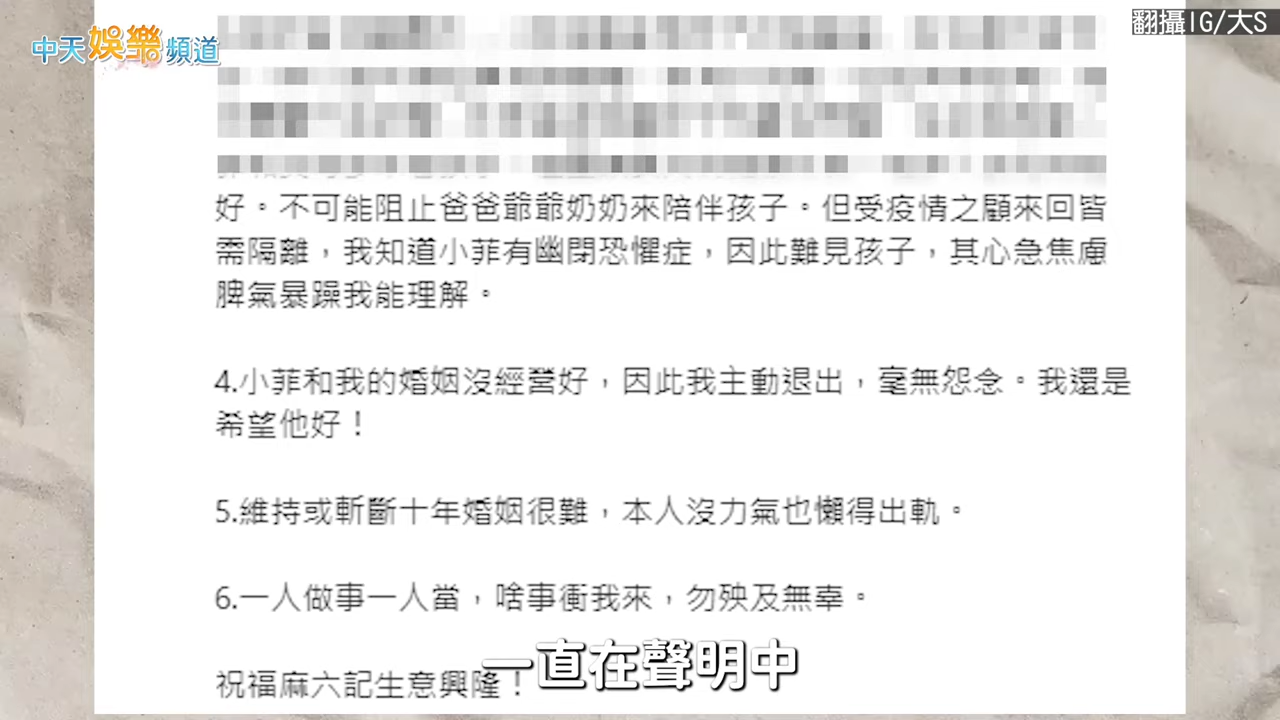 翻攝IG/大S
中天娛樂頻道
好。不可能阻止爸爸爺爺奶奶來陪伴孩子。但受疫情之顧來回皆
需隔離，我知道小菲有幽閉恐懼症，因此難見孩子，其心急焦慮
脾氣暴躁我能理解。
4.小菲和我的婚姻沒經營好，因此我主動退出，毫無怨念。我還是
希望他好！
5.維持或斬斷十年婚姻很難，本人沒力氣也懶得出軌。
6.一人做事一人當，啥事衝我來，勿殃及無辜。
祝福麻六記生意興隆！
一直在聲明中